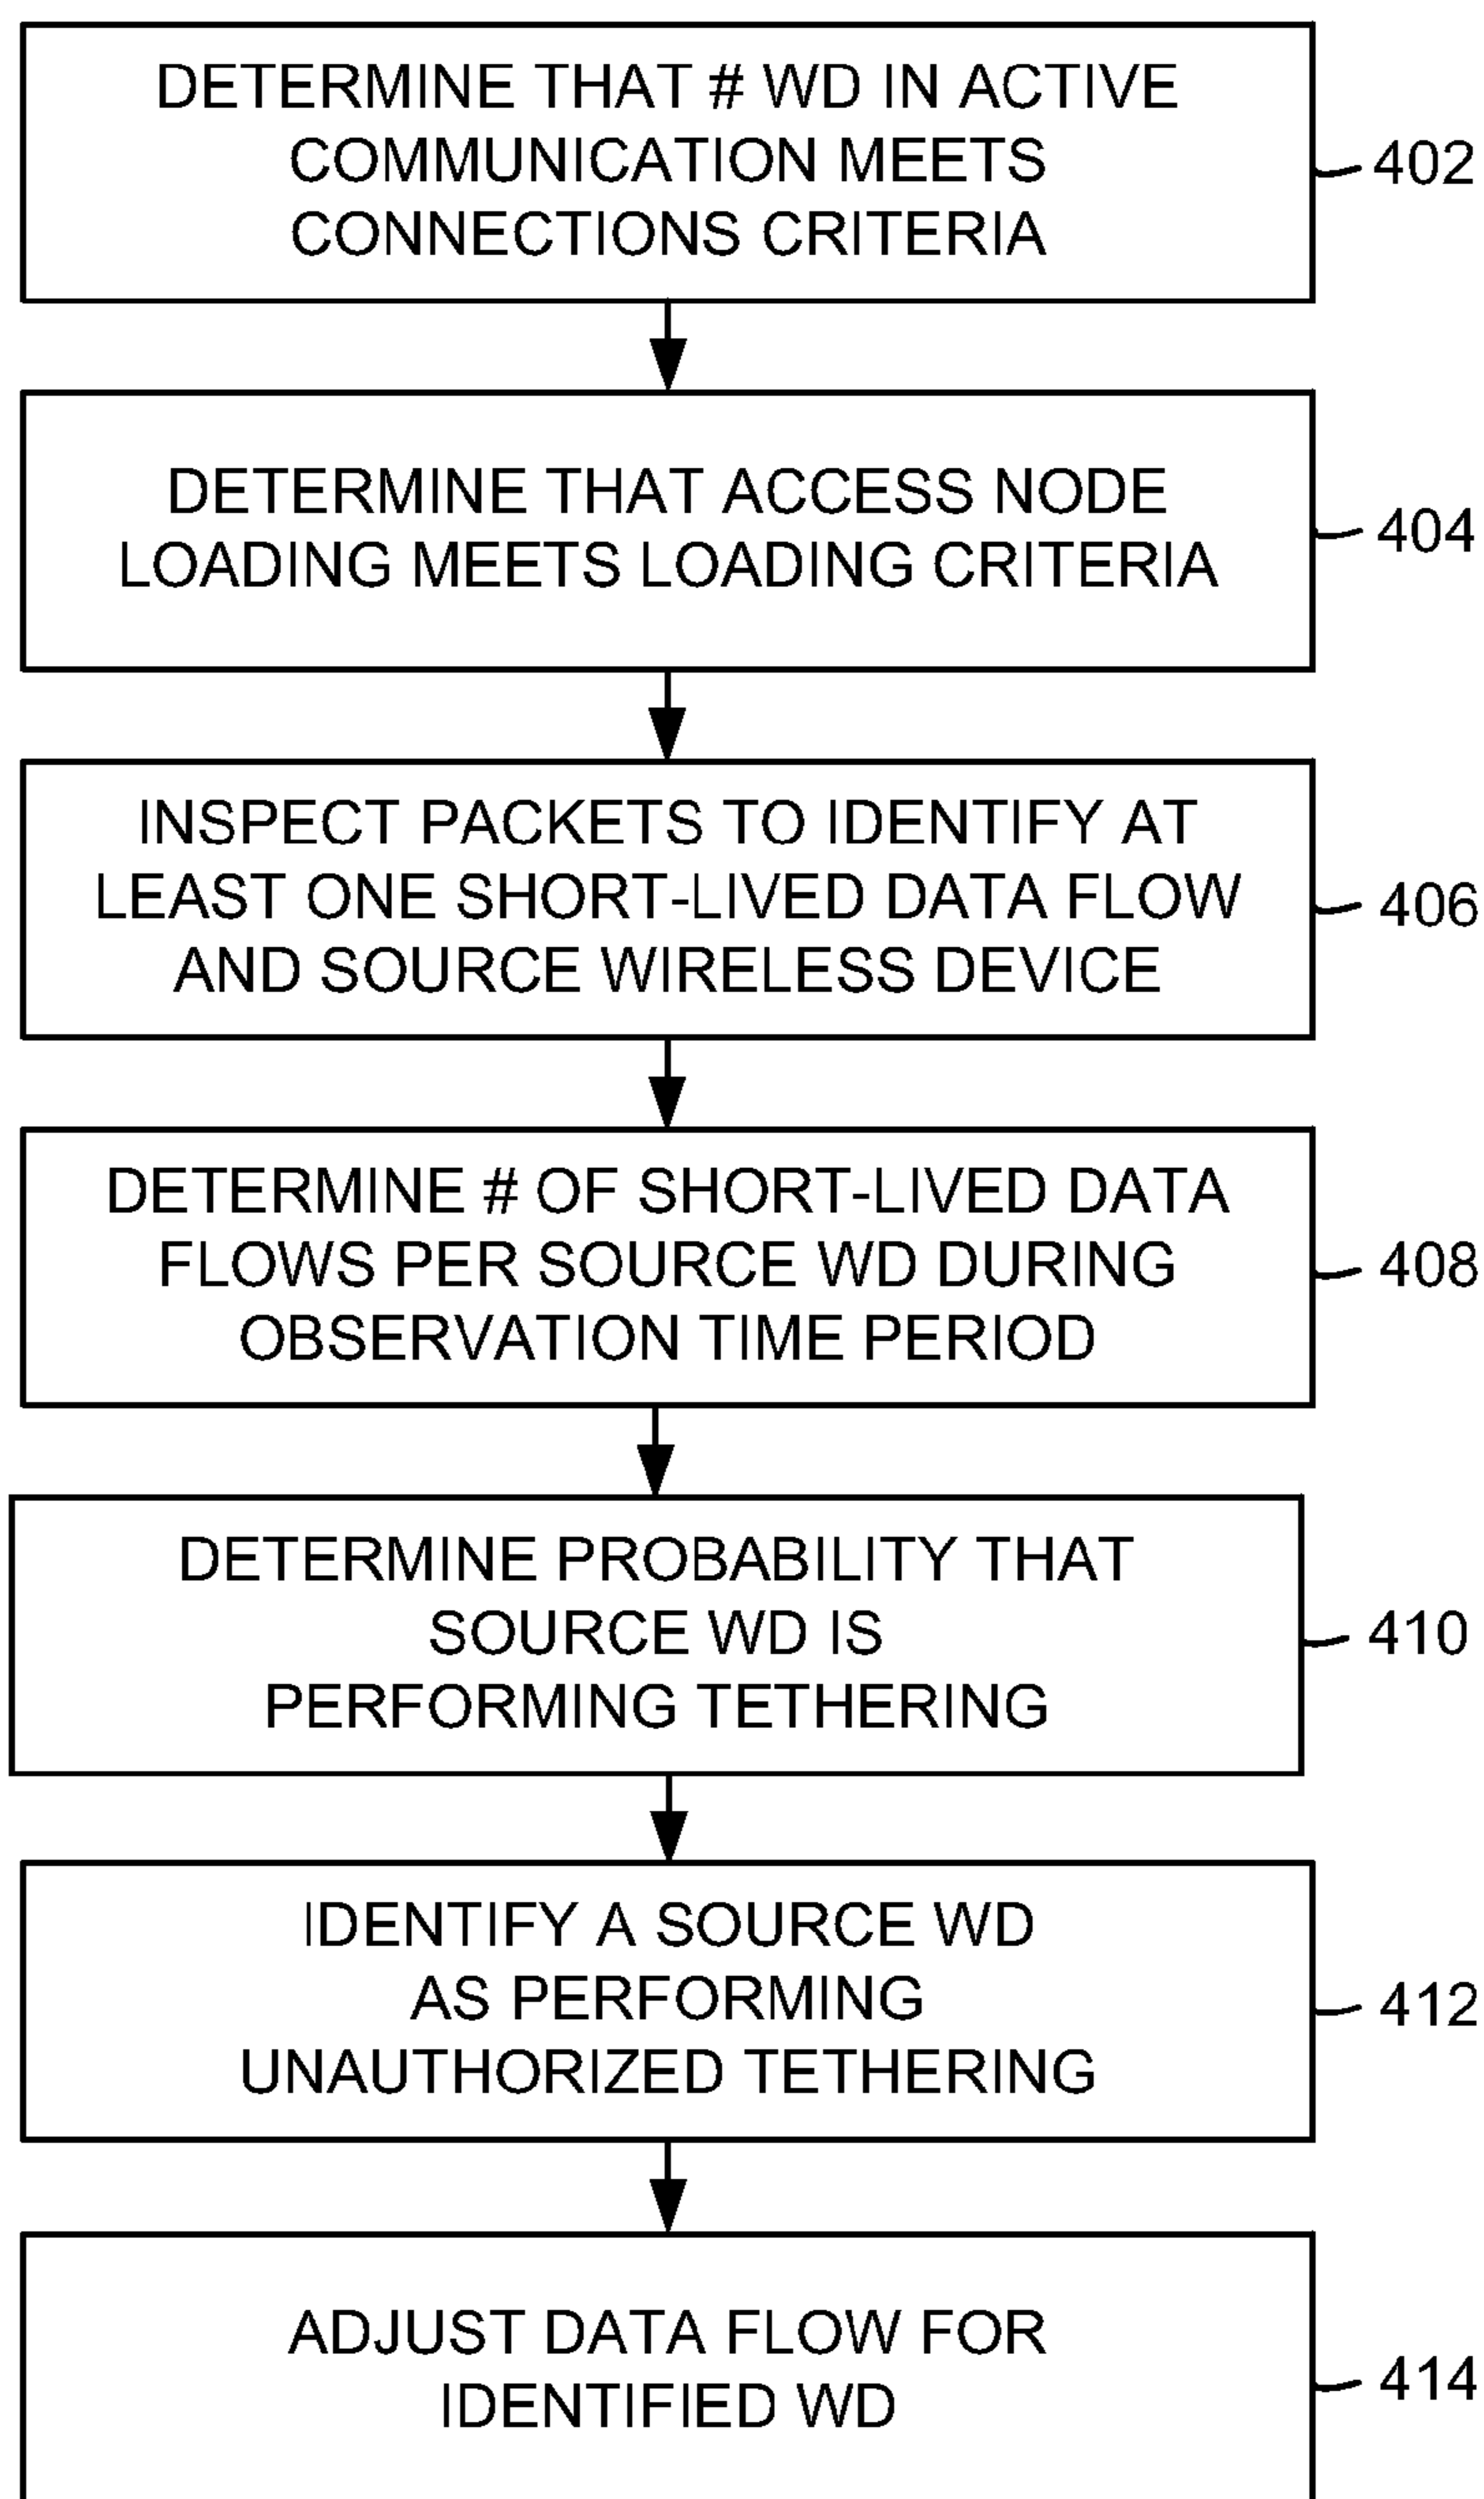 DETERMINE THAT # WD IN ACTIVE
COMMUNICATION MEETS
CONNECTIONS CRITERIA
402
DETERMINE THAT ACCESS NODE
LOADING MEETS LOADING CRITERIA
404
INSPECT PACKETS TO IDENTIFY AT
LEAST ONE SHORT-LIVED DATA FLOW
AND SOURCE WIRELESS DEVICE
406
DETERMINE # OF SHORT-LIVED DATA
FLOWS PER SOURCE WD DURING
OBSERVATION TIME PERIOD
408
DETERMINE PROBABILITY THAT
SOURCE WD IS
PERFORMING TETHERING
410
IDENTIFY A SOURCE WD
AS PERFORMING
UNAUTHORIZED TETHERING
412
ADJUST DATA FLOW FOR
IDENTIFIED WD
414